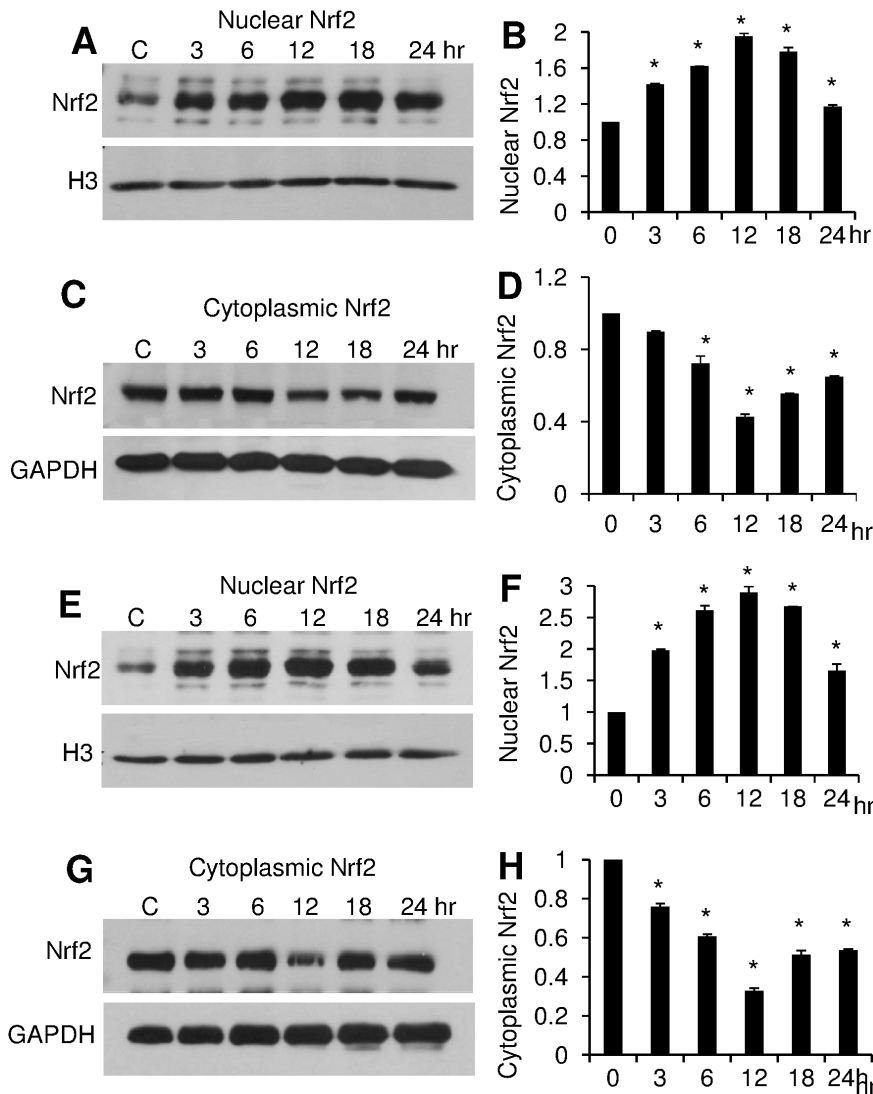 A
Nuclear Nrf2
C 3 6 12 18 24 hr
Nrf2
H3
B
Nuclear Nrf2
2
1.6
1.2
0.8
0.4
0
* * * * *
0 3 6 12 18 24 hr
C
Cytoplasmic Nrf2
C 3 6 12 18 24 hr
Nrf2
GAPDH
D
Cytoplasmic Nrf2
1.2
0.8
0.4
0
* * * *
0 3 6 12 18 24 hr
E
Nuclear Nrf2
C 3 6 12 18 24 hr
Nrf2
H3
F
Nuclear Nrf2
3
2.5
2
1.5
1
0.5
0
* * * * *
0 3 6 12 18 24 hr
G
Cytoplasmic Nrf2
C 3 6 12 18 24 hr
Nrf2
GAPDH
H
Cytoplasmic Nrf2
1
0.8
0.6
0.4
0.2
0
* * * * *
0 3 6 12 18 24h
hr